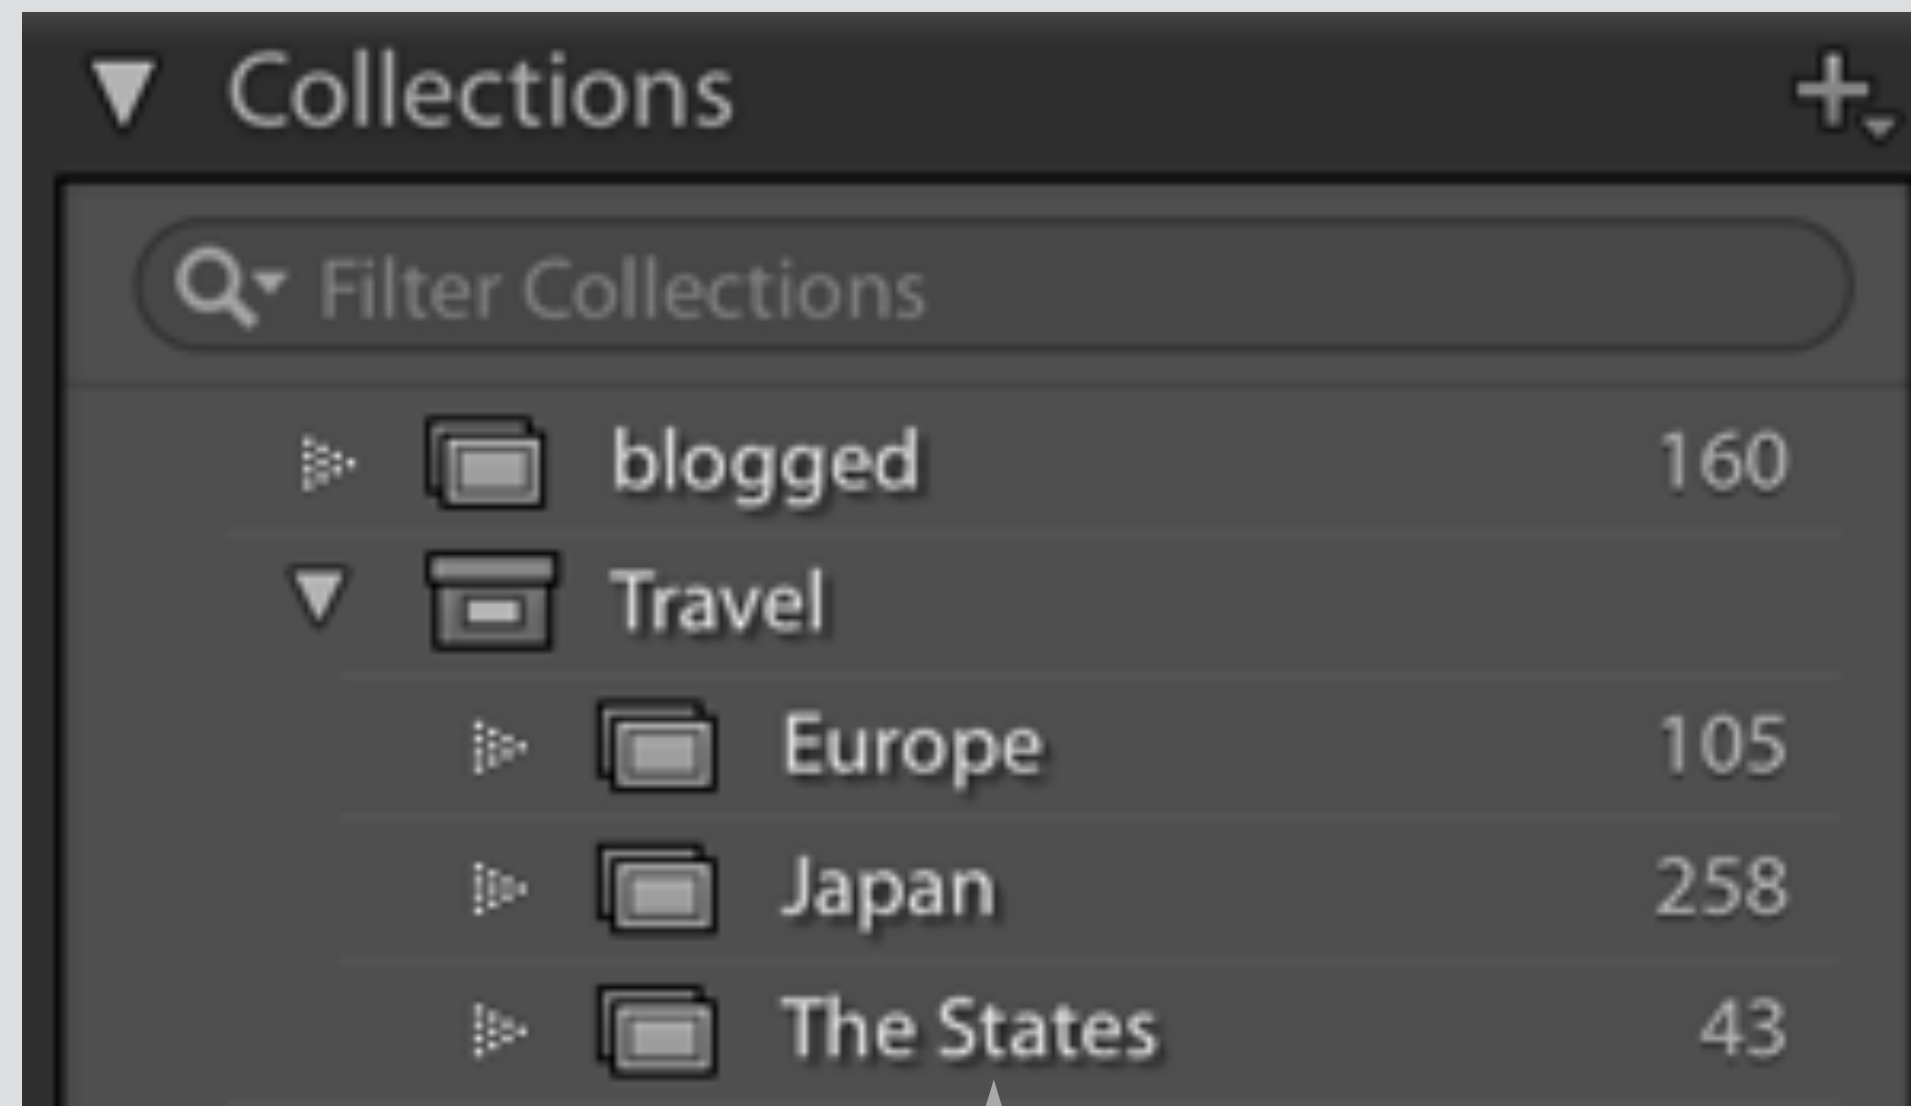 Collections
Filter Collections
blogged 160
Travel
Europe 105
Japan 258
The States 43